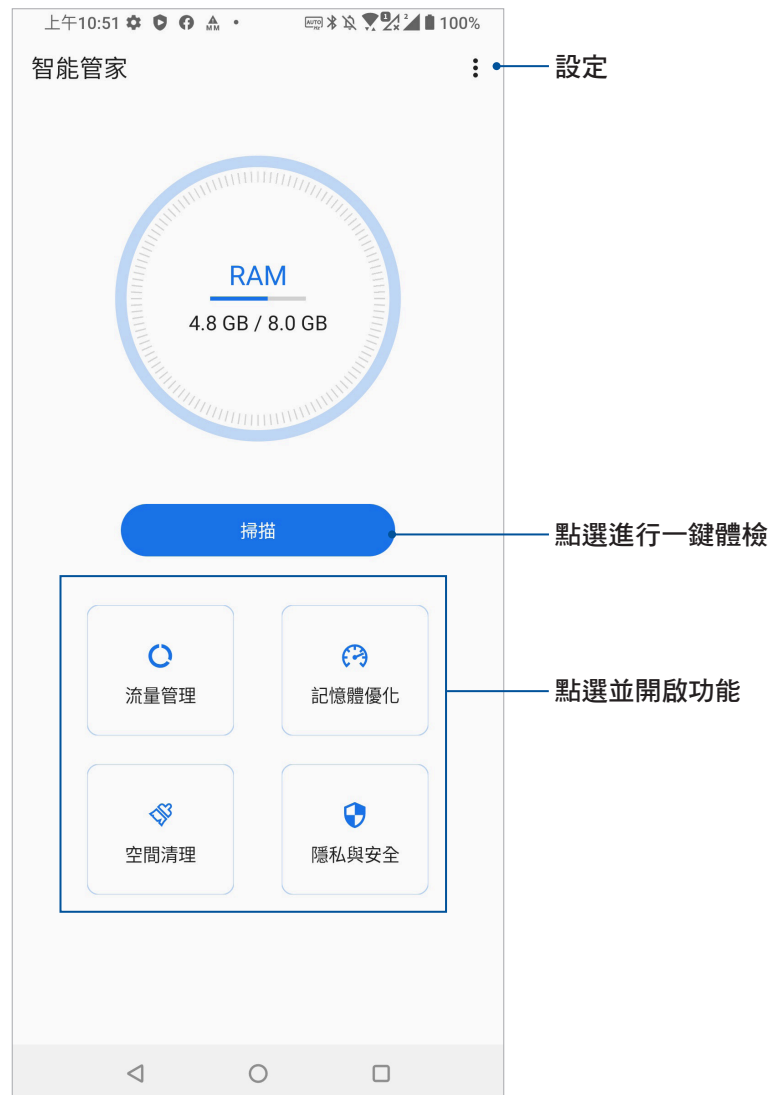 上午10:51 100%
智能管家
設定
RAM
4.8 GB / 8.0 GB
掃描
點選進行一鍵體檢
流量管理 記憶體優化
點選並開啟功能
空間清理 隱私與安全